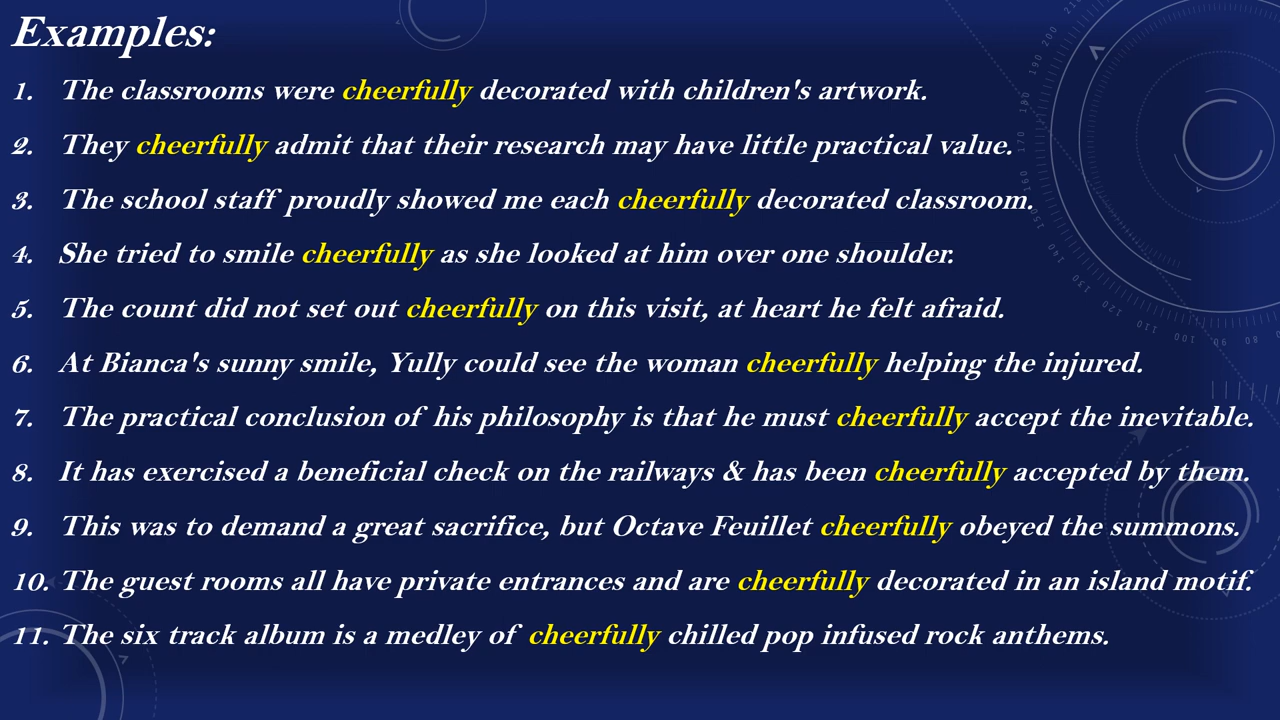 Examples:
1. The classrooms were cheerfully decorated with children's artwork.
2. They cheerfully admit that their research may have little practical value.
3. The school staff proudly showed me each cheerfully decorated classroom.
4. She tried to smile cheerfully as she looked at him over one shoulder.
5. The count did not set out cheerfully on this visit, at heart he felt afraid.
6. At Bianca's sunny smile, Yully could see the woman cheerfully helping the injured.
7. The practical conclusion of his philosophy is that he must cheerfully accept the inevitable.
8. It has exercised a beneficial check on the railways & has been cheerfully accepted by them.
9. This was to demand a great sacrifice, but Octave Feuillet cheerfully obeyed the summons.
10. The guest rooms all have private entrances and are cheerfully decorated in an island motif.
11. The six track album is a medley of cheerfully chilled pop infused rock anthems.